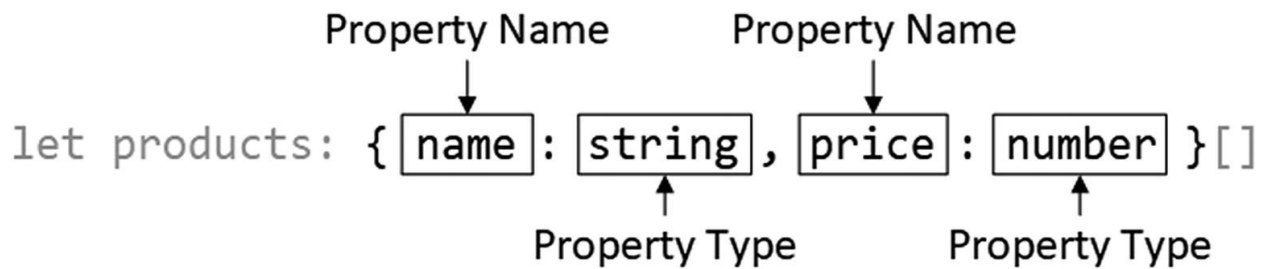 Property Name Property Name
let products: { name : string , price : number }[]
Property Type Property Type